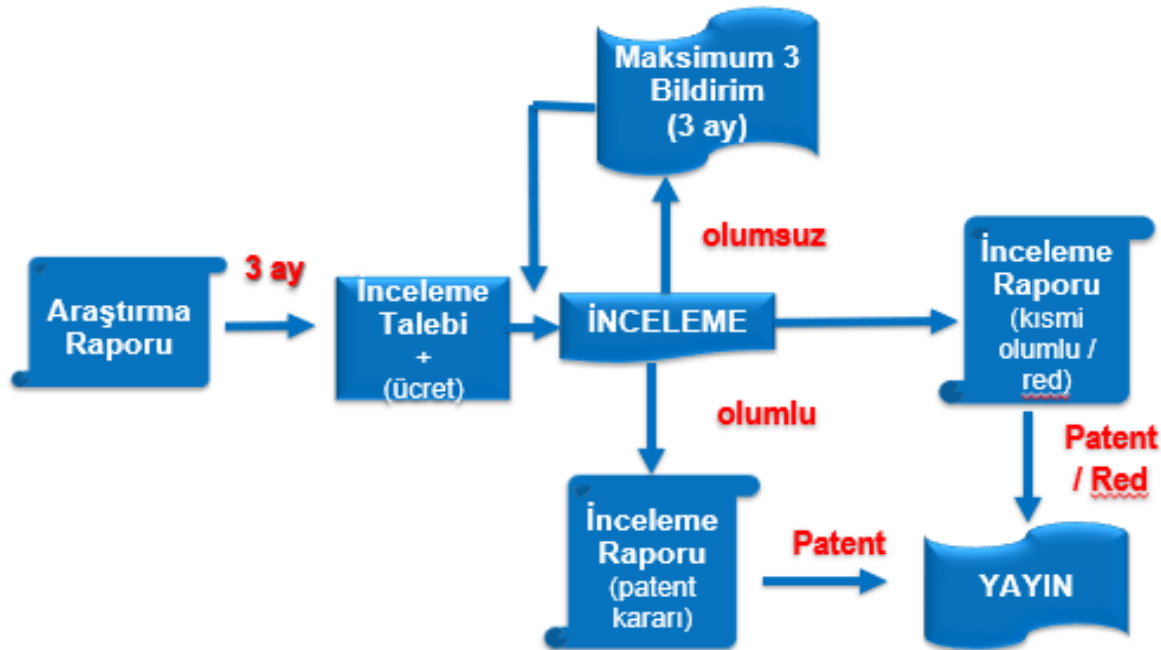 Maksimum 3
Bildirim
(3 ay)
olumsuz
Araştırma
Raporu
3 ay
İnceleme
Talebi
+
(ücret)
İNCELEME
İnceleme
Raporu
(kısmi
olumlu /
red)
olumlu
Patent
/ Red
İnceleme
Raporu
(patent
kararı)
Patent
YAYIN